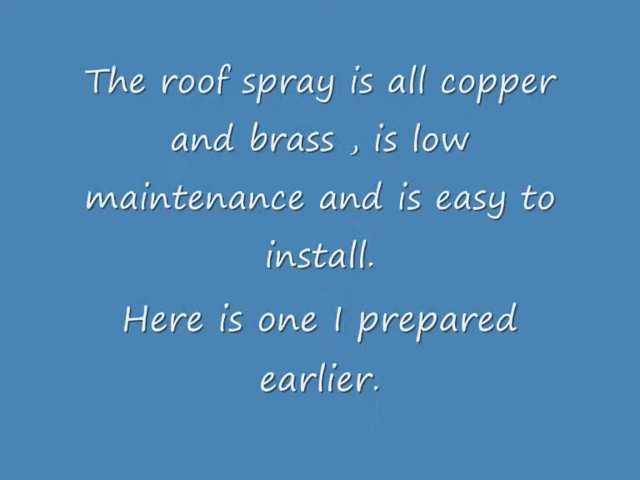 The roof spray is all copper
and brass , is low
maintenance and is easy to
install.
Here is one I prepared
earlier.